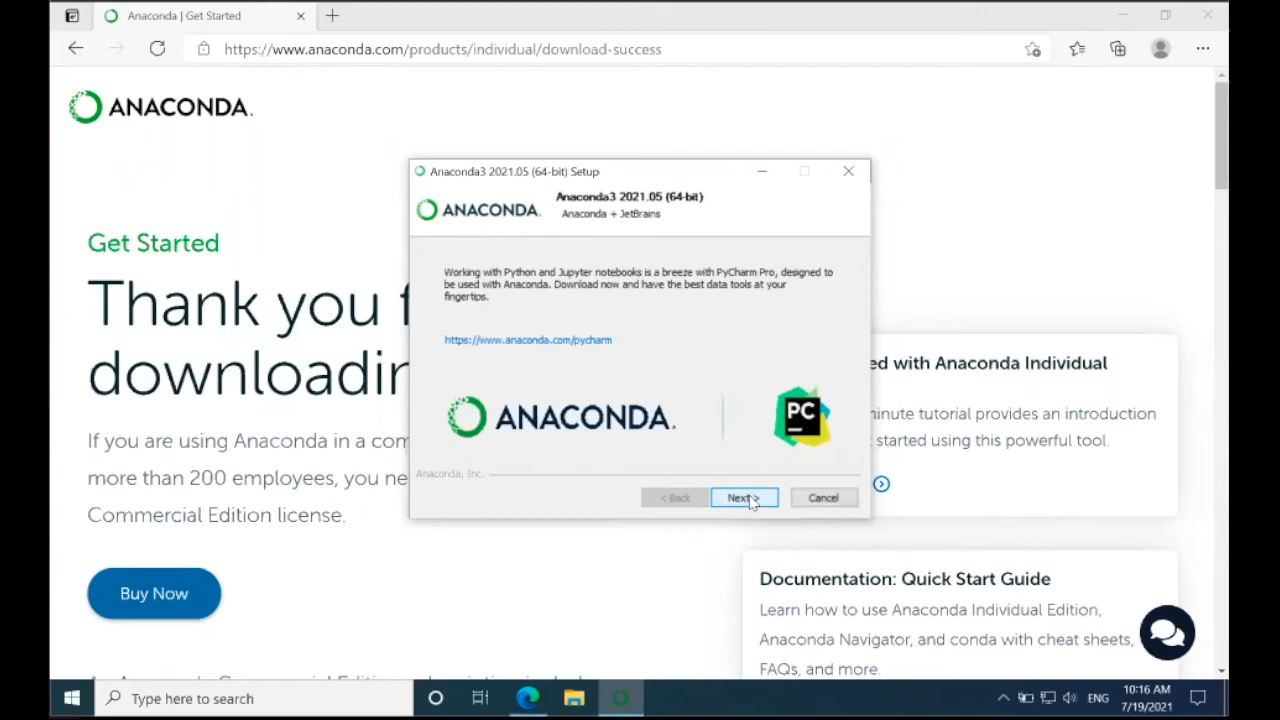 Anaconda | Get Started
https://www.anaconda.com/products/individual/download-success
ANACONDA.
Get Started
Thank you f
downloadin
If you are using Anaconda in a com
more than 200 employees, you ne
Commercial Edition license.
Buy Now
Anaconda3 2021.05 (64-bit) Setup
ANACONDA.
Anaconda3 2021.05 (64-bit)
Anaconda + JetBrains
Working with Python and Jupyter notebooks is a breeze with PyCharm Pro, designed to
be used with Anaconda. Download now and have the best data tools at your
fingertips.
https://www.anaconda.com/pycharm
ANACONDA.
PC
Anaconda, Inc.
< Back
Next >
Cancel
ed with Anaconda Individual
minute tutorial provides an introduction
started using this powerful tool.
Documentation: Quick Start Guide
Learn how to use Anaconda Individual Edition,
Anaconda Navigator, and conda with cheat sheets,
FAQs, and more.
Type here to search
ENG
10:16 AM
7/19/2021